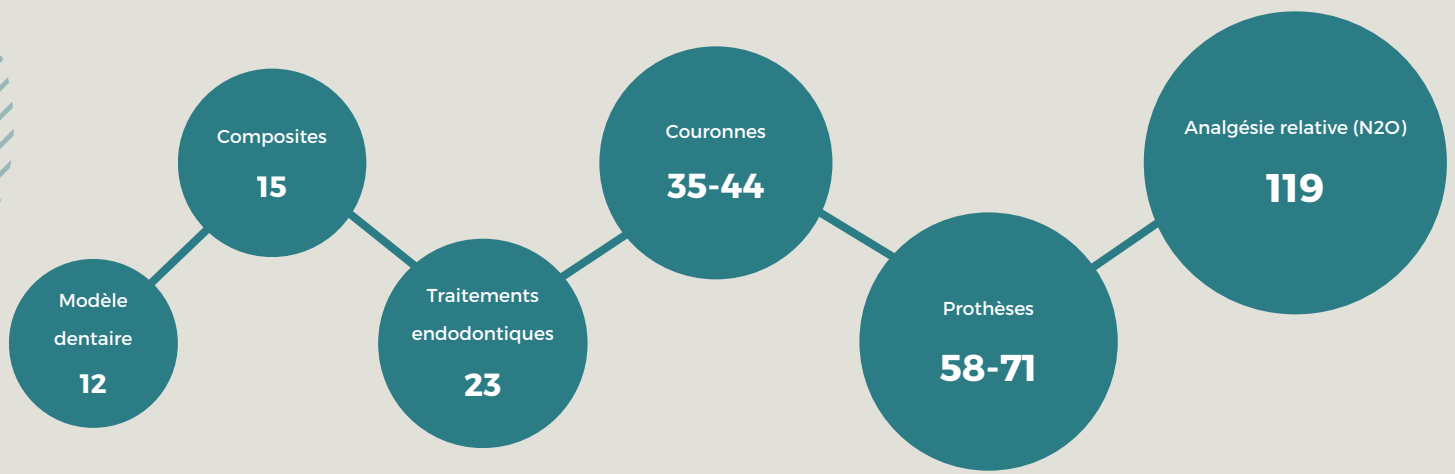 Modèle
dentaire
12
Composites
15
Traitements
endodontiques
23
Couronnes
35-44
Prothèses
58-71
Analgésie relative (N2O)
119